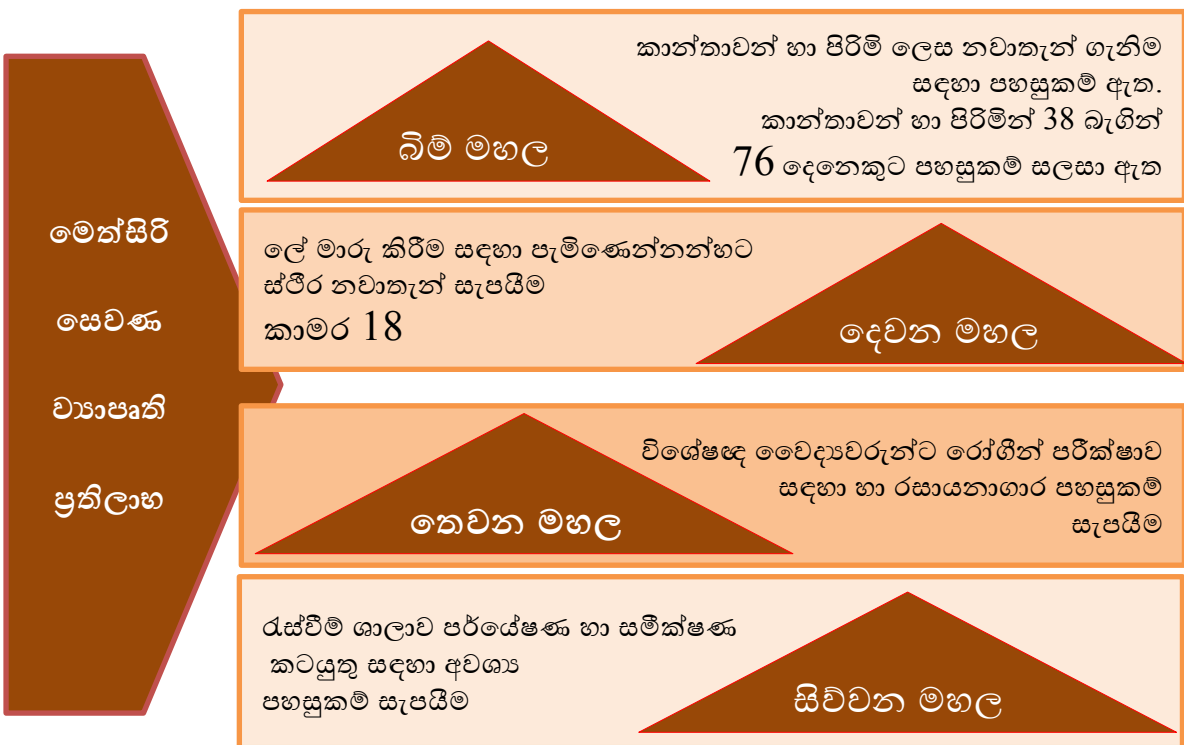 මෙත්සිරි
සෙවණ
ව්‍යාපෘති
ප්‍රතිලාභ
කාන්තාවන් හා පිරිමි ලෙස නවාතැන් ගැනිම
සඳහා පහසුකම් ඇත.
කාන්තාවන් හා පිරිමින් 38 බැගින්
76 දෙනෙකුට පහසුකම් සලසා ඇත
බිම් මහල
ලේ මාරු කිරීම සඳහා පැමිණෙන්නන්හට
ස්ථිර නවාතැන් සැපයීම
කාමර 18
දෙවන මහල
විශේෂඥ වෛද්‍යවරුන්ට රෝගීන් පරීක්ෂාව
සඳහා හා රසායනාගාර පහසුකම්
සැපයීම
තෙවන මහල
රැස්වීම් ශාලාව පර්යේෂණ හා සමීක්ෂණ
කටයුතු සඳහා අවශ්‍ය
පහසුකම් සැපයීම
සිව්වන මහල